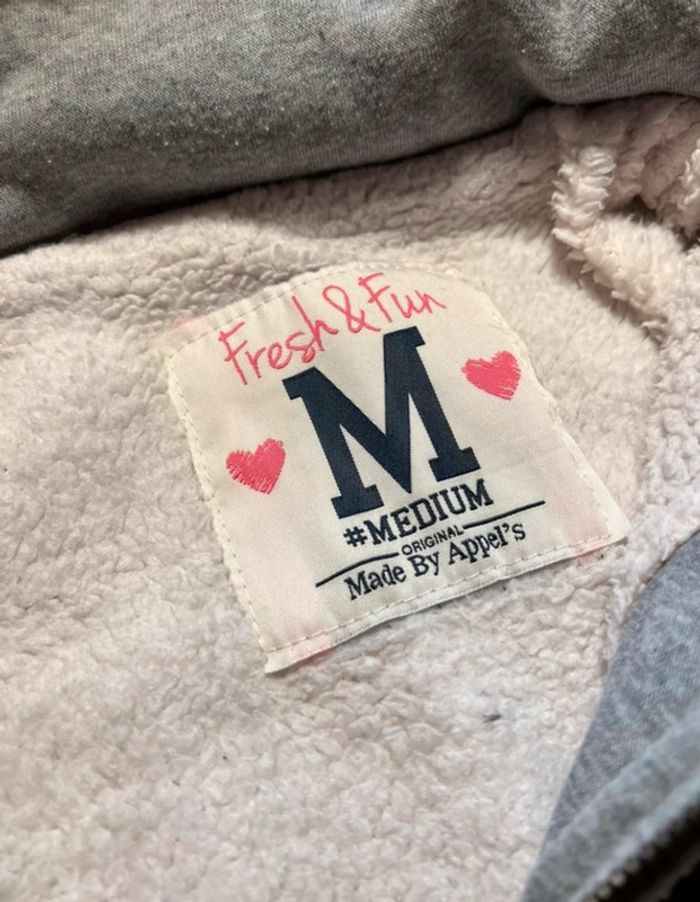 Fresh & Fun
M
#MEDIUM
ORIGINAL
Made By Appel's